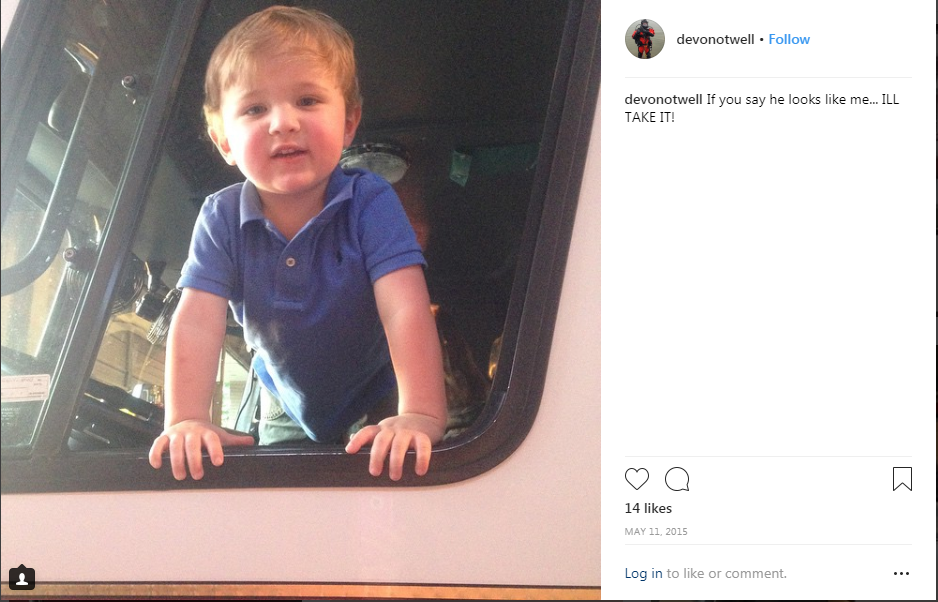 devonotwell • Follow
devonotwell If you say he looks like me... ILL
TAKE IT!
14 likes
MAY 11, 2015
Log in to like or comment.